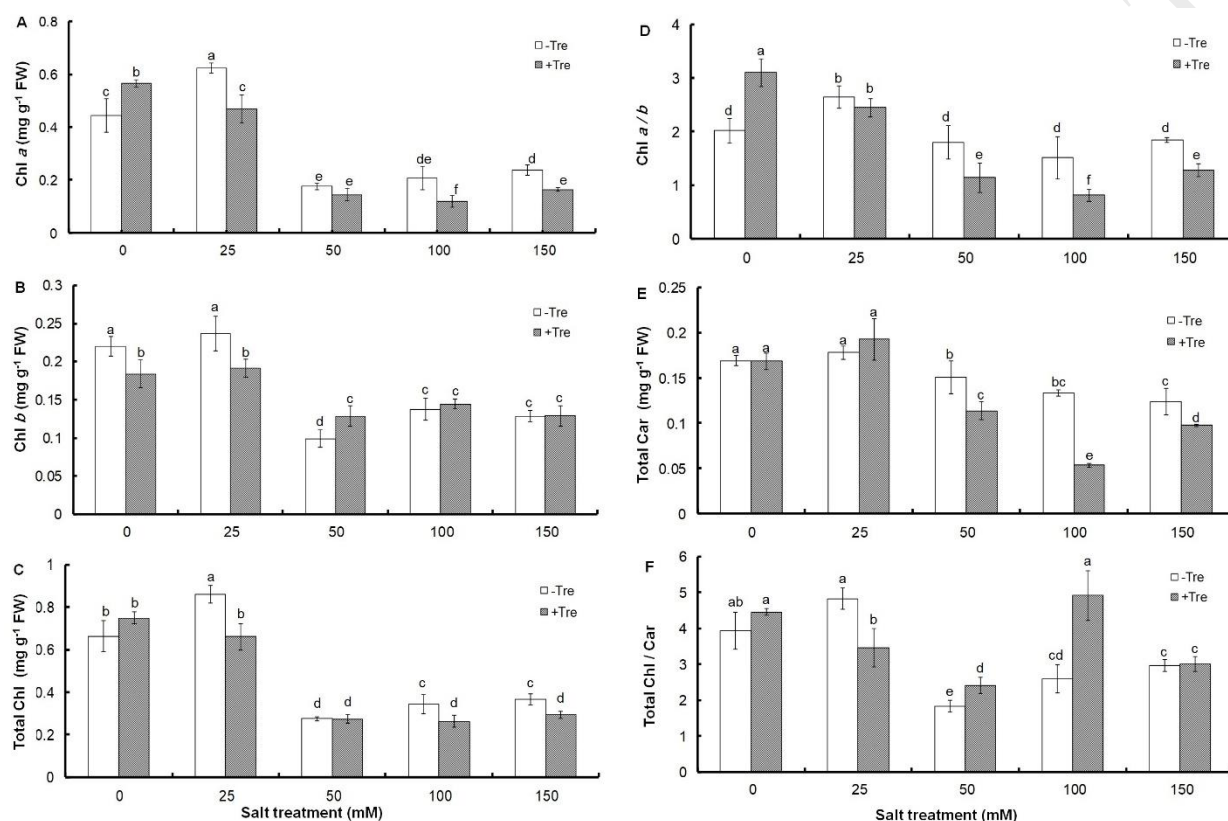 A
Chl a (mg g⁻¹ FW)
0.6
0.4
0.2
0
c b a c e e de f d e
-Tre
+Tre
0 25 50 100 150
B
Chl b (mg g⁻¹ FW)
0.3
0.25
0.2
0.15
0.1
0.05
0
a b a b d c c c c c
-Tre
+Tre
0 25 50 100 150
C
Total Chl (mg g⁻¹ FW)
1
0.8
0.6
0.4
0.2
0
b b a b d d c d c d
-Tre
+Tre
0 25 50 100 150
Salt treatment (mM)
D
Chl a / b
4
3
2
1
0
d a b b d e d f d e
-Tre
+Tre
0 25 50 100 150
E
Total Car (mg g⁻¹ FW)
0.25
0.2
0.15
0.1
0.05
0
a a a a b c bc e c d
-Tre
+Tre
0 25 50 100 150
F
Total Chl / Car
6
5
4
3
2
1
0
ab a a b e d cd a c c
-Tre
+Tre
0 25 50 100 150
Salt treatment (mM)